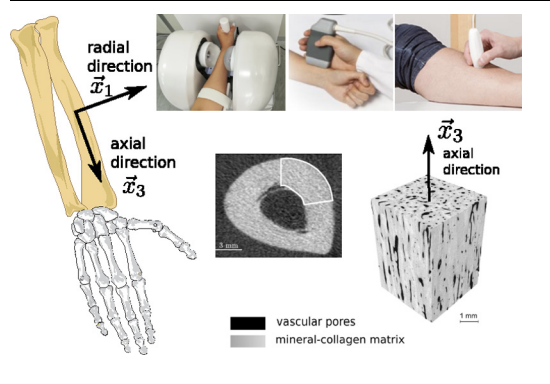 radial
direction
x⃗₁
axial
direction
x⃗₃
x⃗₃
axial
direction
3 mm
1 mm
vascular pores
mineral-collagen matrix